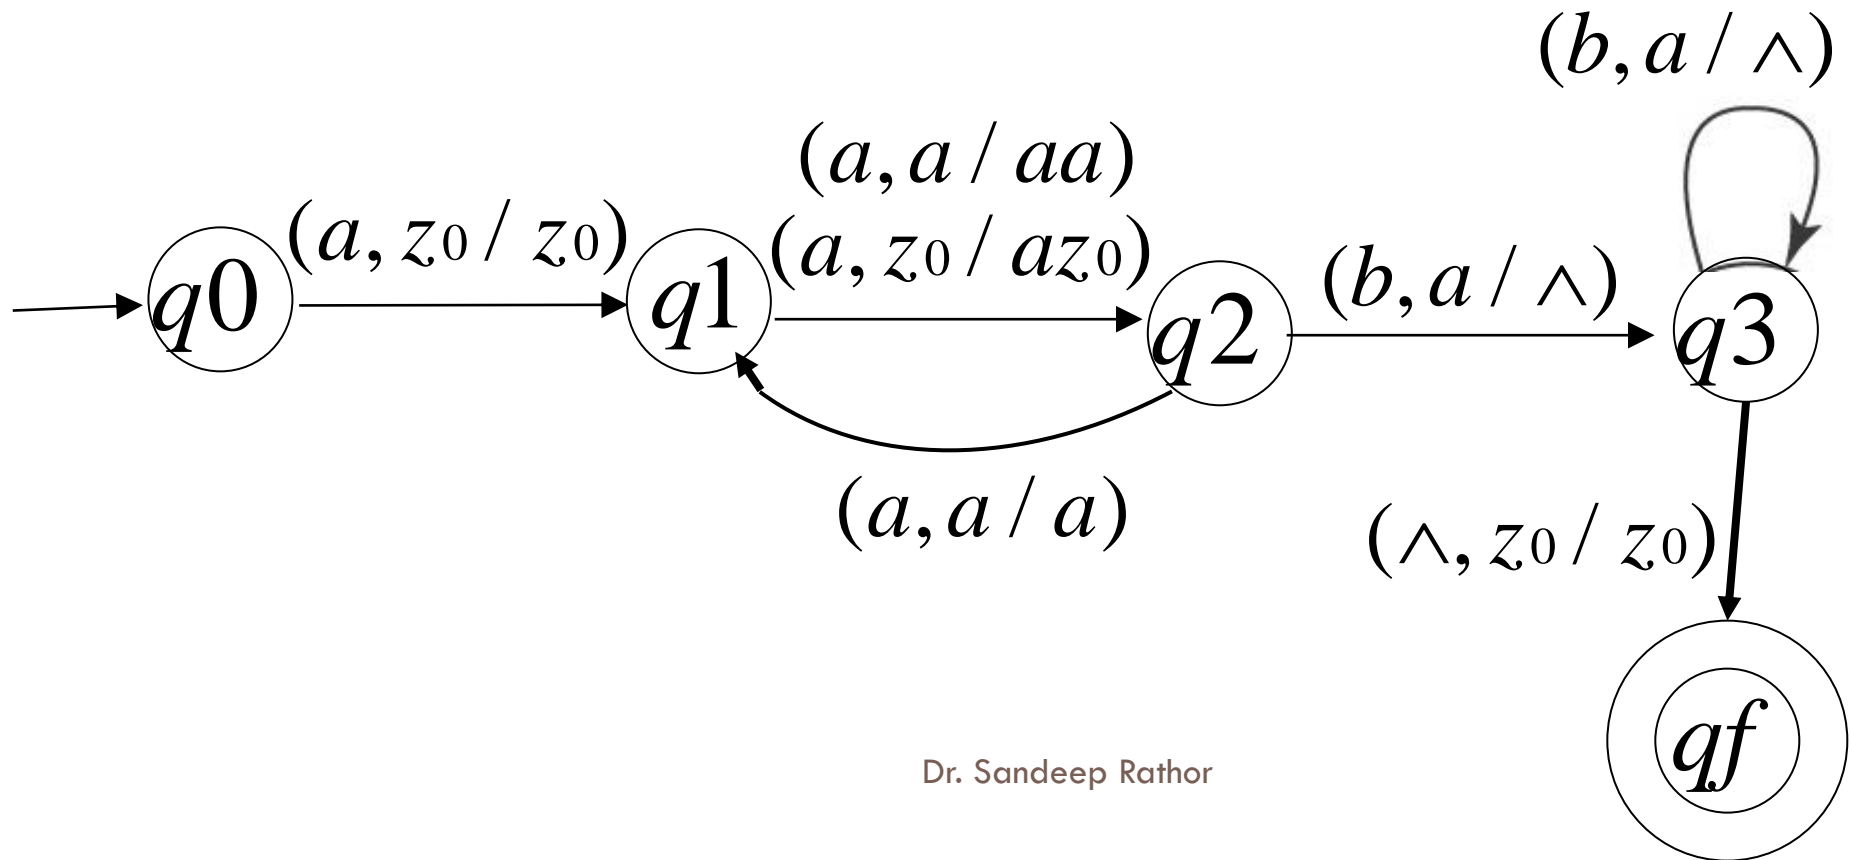 (b, a / ∧)
(a, a / aa)
(a, z0 / z0)
(a, z0 / az0)
(b, a / ∧)
q0
q1
q2
q3
(a, a / a)
(∧, z0 / z0)
qf
Dr. Sandeep Rathor